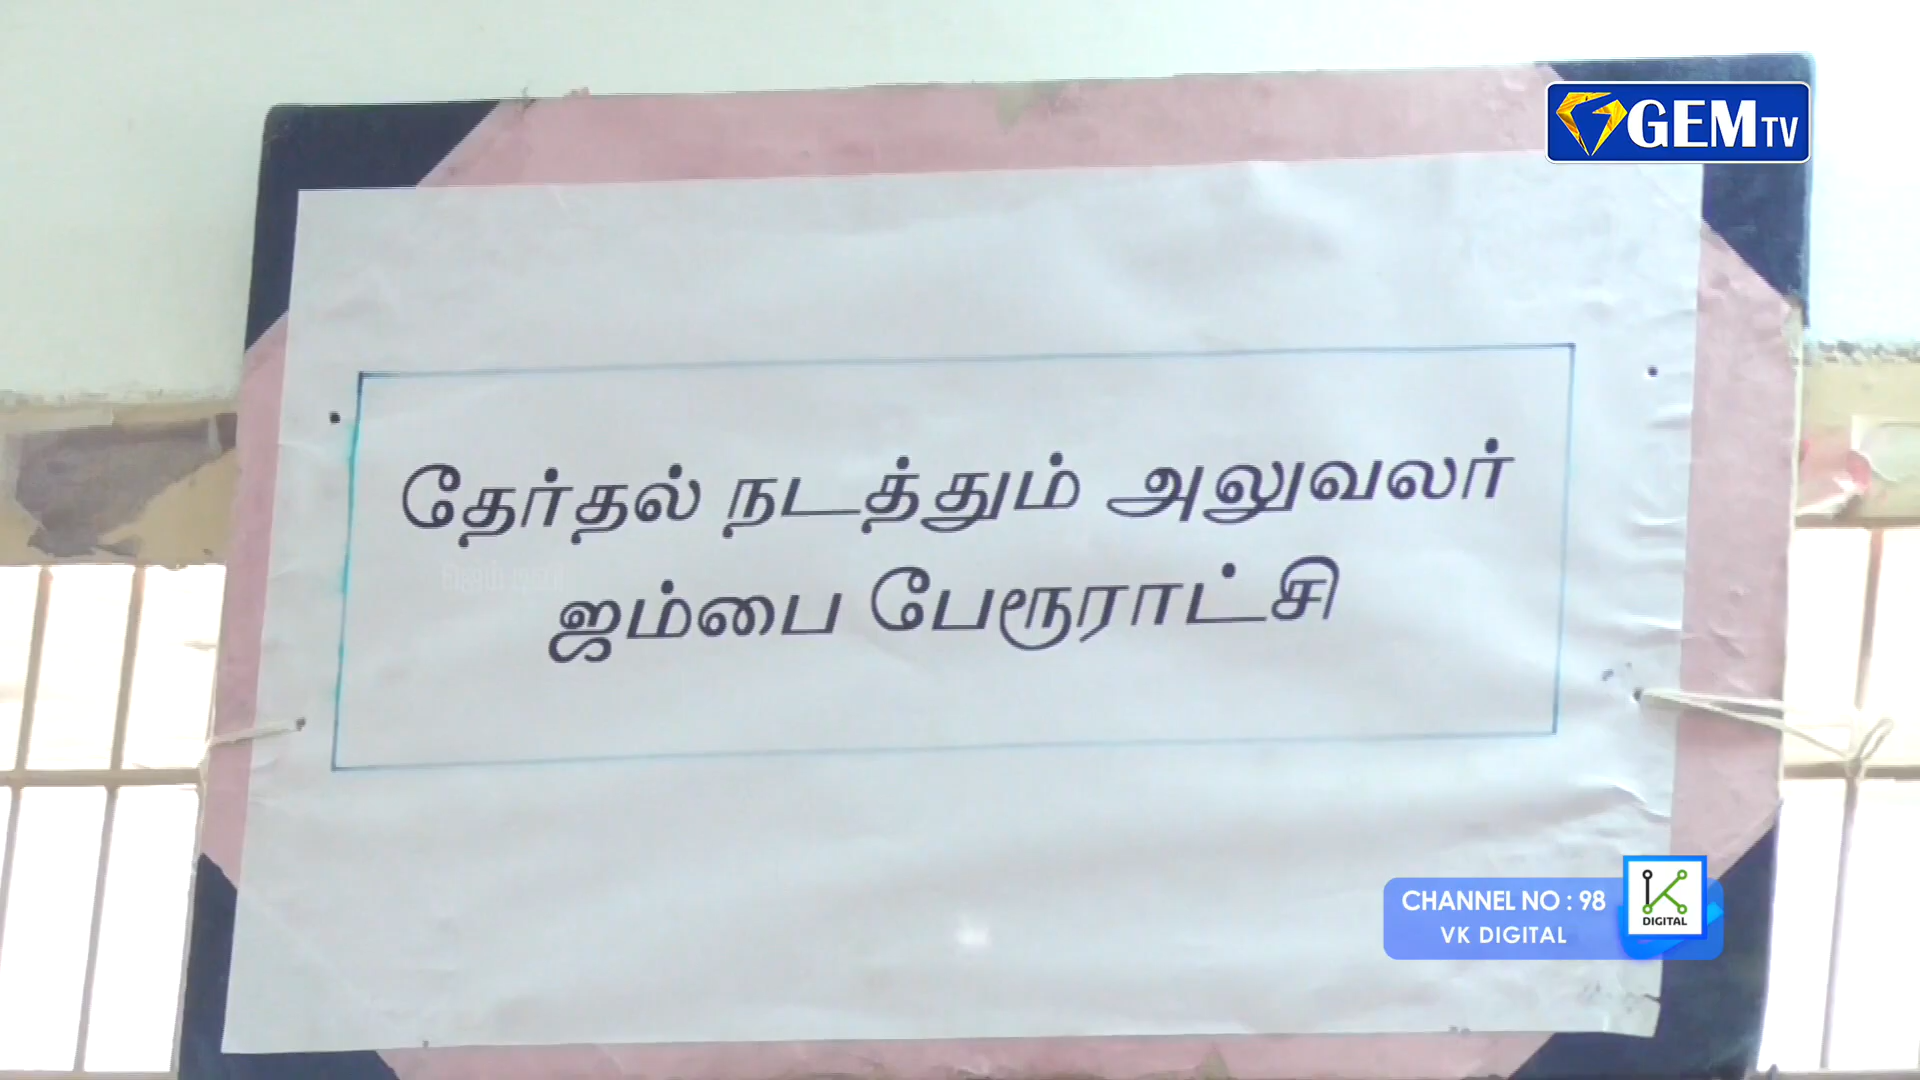 GEM TV
தேர்தல் நடத்தும் அலுவலர்
ஜெம் டிவி
ஜம்பை பேரூராட்சி
CHANNEL NO : 98
VK DIGITAL
DIGITAL